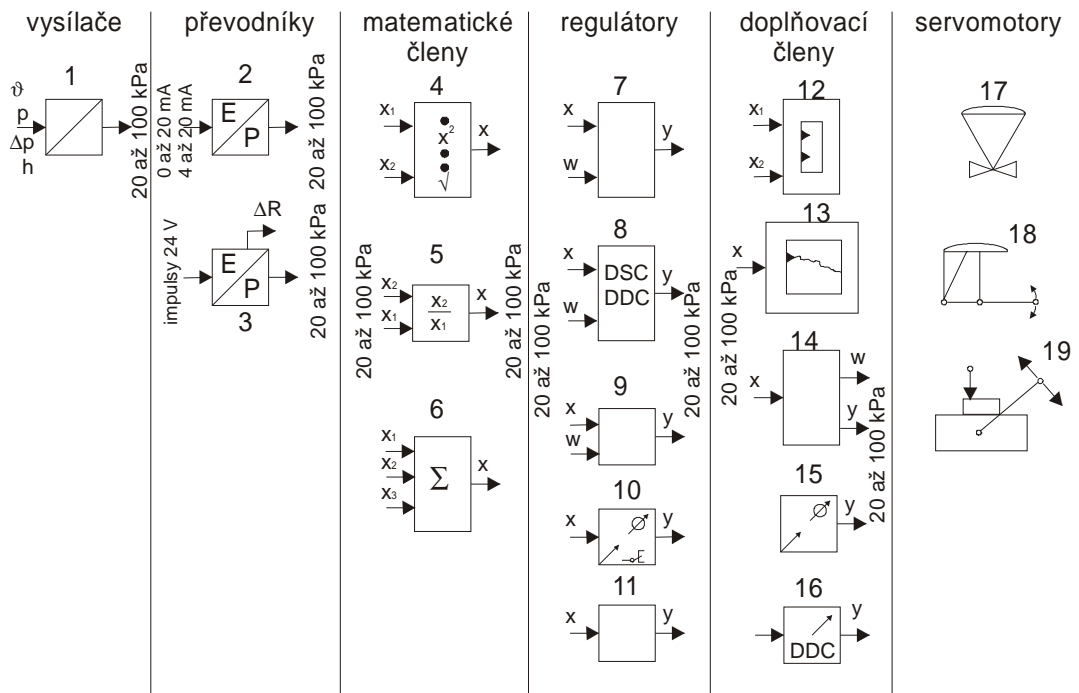 vysílače
1
ϑ
p
Δp
h
20 až 100 kPa
převodníky
2
0 až 20 mA
4 až 20 mA
E
P
20 až 100 kPa
impulsy 24 V
ΔR
E
P
3
20 až 100 kPa
matematické
členy
4
x1
x2
x2
√
x
5
20 až 100 kPa
x2
x1
x2
x1
x
20 až 100 kPa
6
x1
x2
x3
Σ
x
regulátory
7
x
w
y
8
x
w
DSC
DDC
y
20 až 100 kPa
20 až 100 kPa
9
x
w
y
10
x
E
y
11
x
y
doplňovací
členy
12
x1
x2
13
x
20 až 100 kPa
14
x
w
y
20 až 100 kPa
15
y
16
DDC
y
servomotory
17
18
19